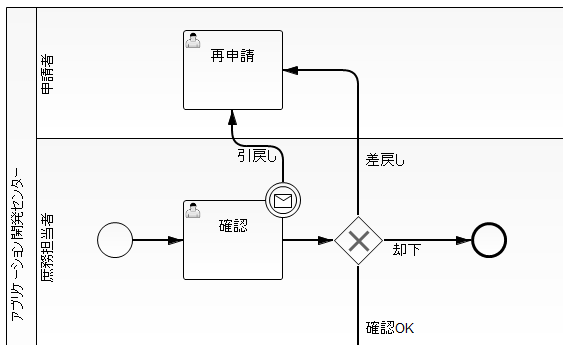 アプリケーション開発センター
申請者
再申請
引戻し
差戻し
庶務担当者
確認
却下
確認OK